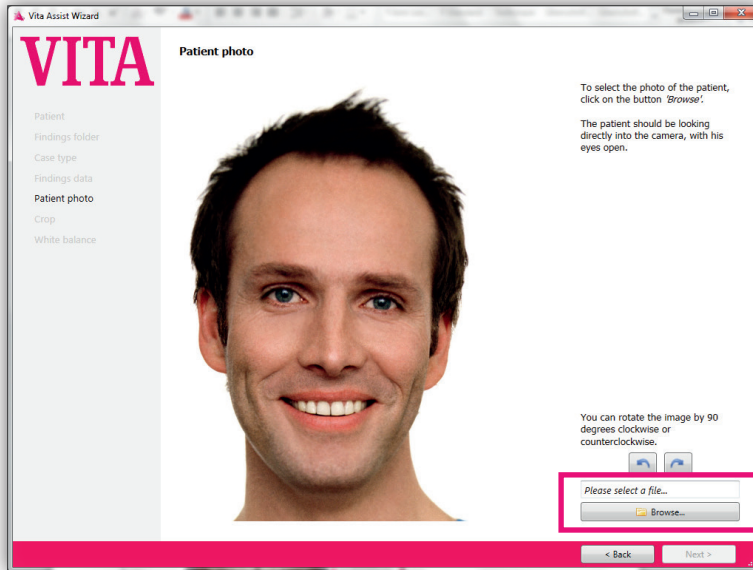 Vita Assist Wizard
VITA
Patient photo
Patient
Findings folder
Case type
Findings data
Patient photo
Crop
White balance
To select the photo of the patient,
click on the button 'Browse'.
The patient should be looking
directly into the camera, with his
eyes open.
You can rotate the image by 90
degrees clockwise or
counterclockwise.
Please select a file...
Browse...
< Back
Next >